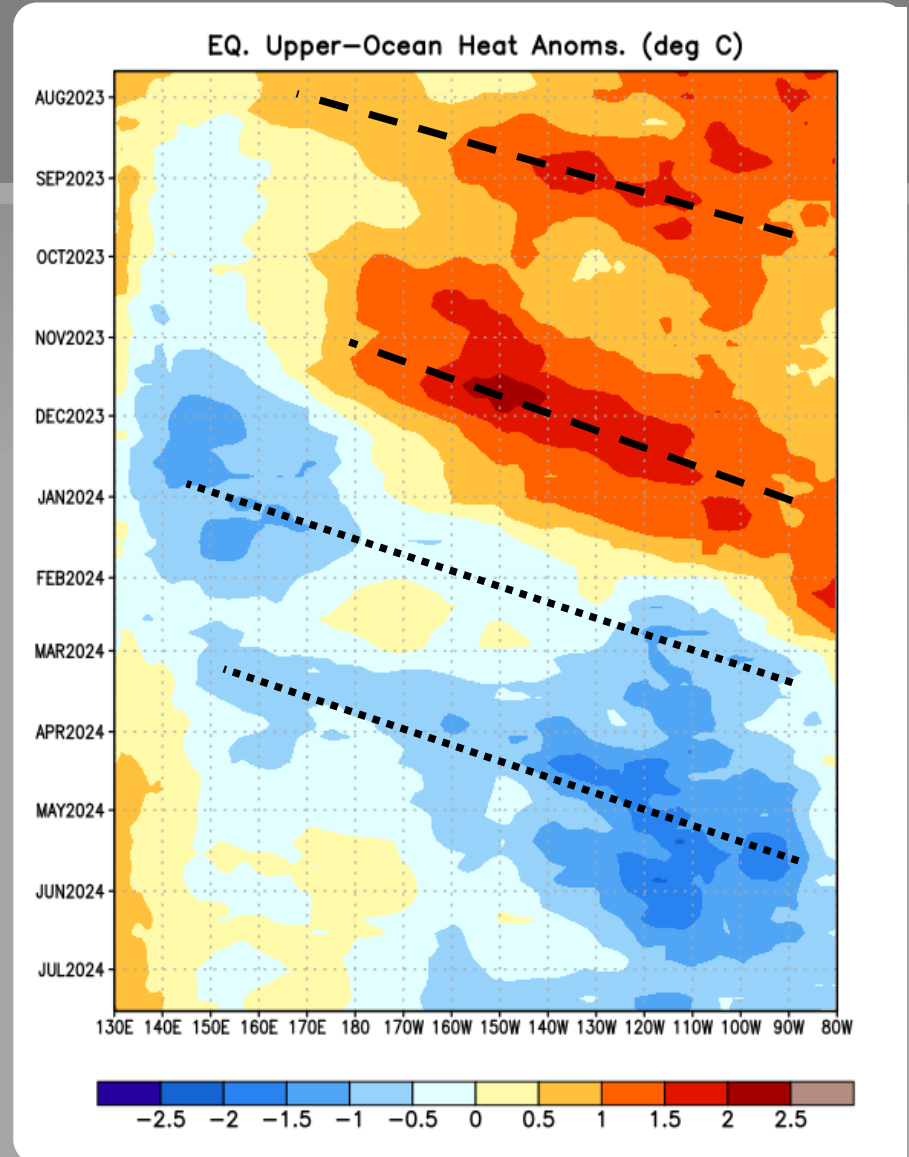 EQ. Upper-Ocean Heat Anoms. (deg C)
AUG2023
SEP2023
OCT2023
NOV2023
DEC2023
JAN2024
FEB2024
MAR2024
APR2024
MAY2024
JUN2024
JUL2024
130E 140E 150E 160E 170E 180 170W 160W 150W 140W 130W 120W 110W 100W 90W 80W
-2.5 -2 -1.5 -1 -0.5 0 0.5 1 1.5 2 2.5